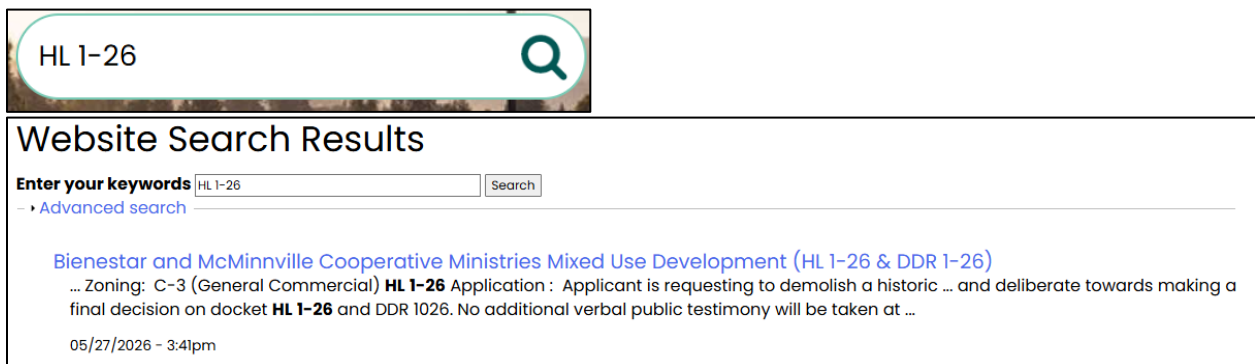 HL 1-26
Website Search Results
Enter your keywords HL 1-26 Search
Advanced search
Bienestar and McMinnville Cooperative Ministries Mixed Use Development (HL 1-26 & DDR 1-26)
... Zoning: C-3 (General Commercial) HL 1-26 Application : Applicant is requesting to demolish a historic ... and deliberate towards making a
final decision on docket HL 1-26 and DDR 1026. No additional verbal public testimony will be taken at ...
05/27/2026 - 3:41pm